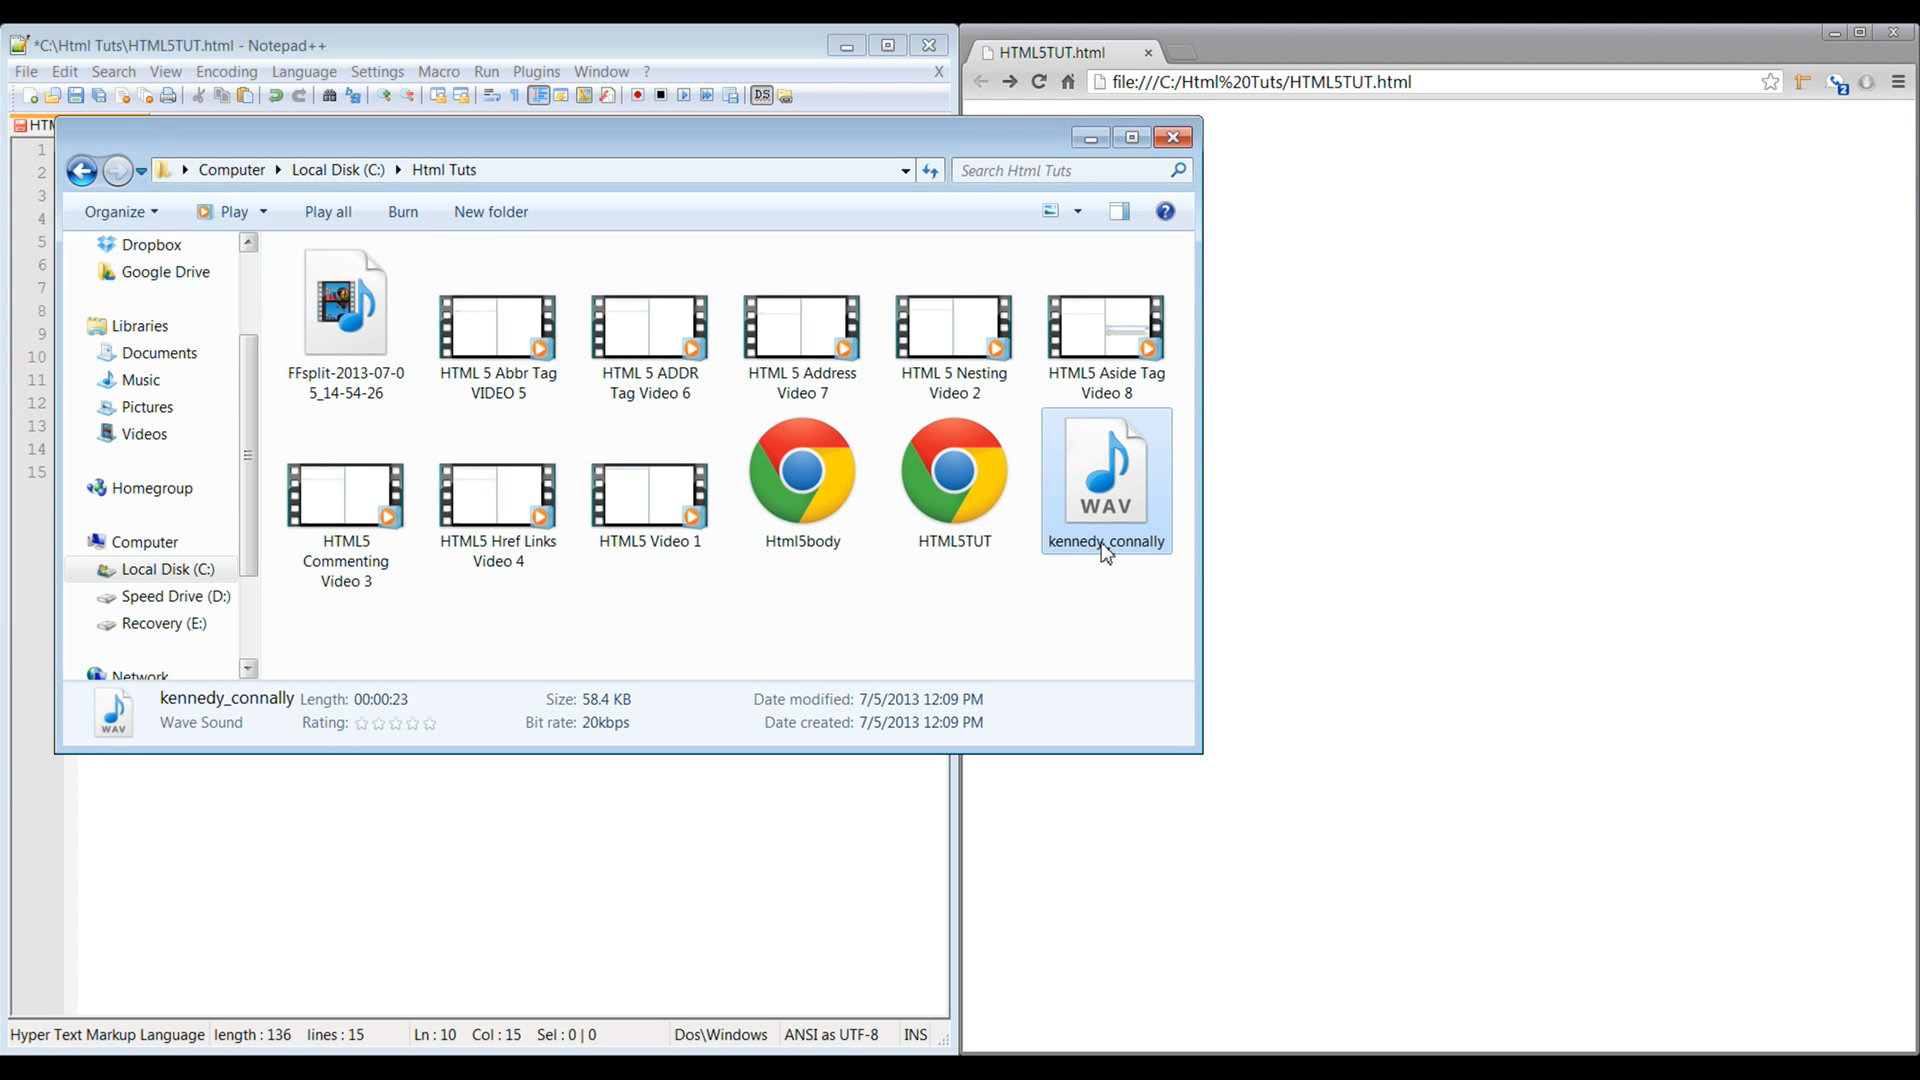 *C:\Html Tuts\HTML5TUT.html - Notepad++
File Edit Search View Encoding Language Settings Macro Run Plugins Window ? X
HTM
1
2
3
4
5
6
7
8
9
10
11
12
13
14
15
Computer Local Disk (C:) Html Tuts
Search Html Tuts
Organize Play Play all Burn New folder
Dropbox
Google Drive
Libraries
Documents
Music
Pictures
Videos
Homegroup
Computer
Local Disk (C:)
Speed Drive (D:)
Recovery (E:)
Network
FFsplit-2013-07-0
5_14-54-26
HTML 5 Abbr Tag
VIDEO 5
HTML 5 ADDR
Tag Video 6
HTML 5 Address
Video 7
HTML 5 Nesting
Video 2
HTML5 Aside Tag
Video 8
HTML5
Commenting
Video 3
HTML5 Href Links
Video 4
HTML5 Video 1
Html5body
HTML5TUT
WAV
kennedy_connally
WAV
kennedy_connally Length: 00:00:23 Size: 58.4 KB Date modified: 7/5/2013 12:09 PM
Wave Sound Rating: Bit rate: 20kbps Date created: 7/5/2013 12:09 PM
Hyper Text Markup Language length : 136 lines : 15 Ln : 10 Col : 15 Sel : 0 | 0 Dos\Windows ANSI as UTF-8 INS
HTML5TUT.html
file:///C:/Html%20Tuts/HTML5TUT.html
2